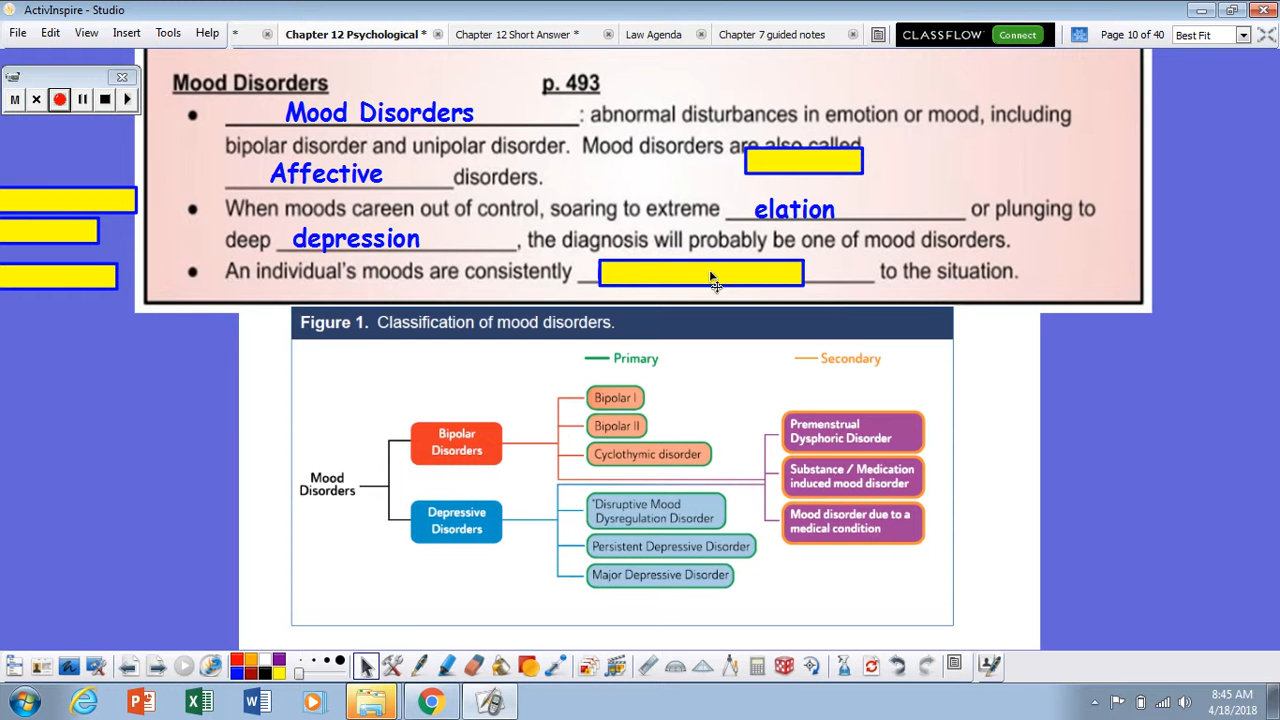 ActivInspire - Studio
File Edit View Insert Tools Help * Chapter 12 Psychological * Chapter 12 Short Answer * Law Agenda Chapter 7 guided notes CLASSFLOW Connect Page 10 of 40 Best Fit
M
Mood Disorders p. 493
• Mood Disorders : abnormal disturbances in emotion or mood, including
bipolar disorder and unipolar disorder. Mood disorders are also called
Affective disorders.
• When moods careen out of control, soaring to extreme elation or plunging to
deep depression, the diagnosis will probably be one of mood disorders.
• An individual's moods are consistently to the situation.
Figure 1. Classification of mood disorders.
Primary
Secondary
Mood
Disorders
Bipolar
Disorders
Depressive
Disorders
Bipolar I
Bipolar II
Cyclothymic disorder
*Disruptive Mood
Dysregulation Disorder
Persistent Depressive Disorder
Major Depressive Disorder
Premenstrual
Dysphoric Disorder
Substance / Medication
induced mood disorder
Mood disorder due to a
medical condition
8:45 AM
4/18/2018